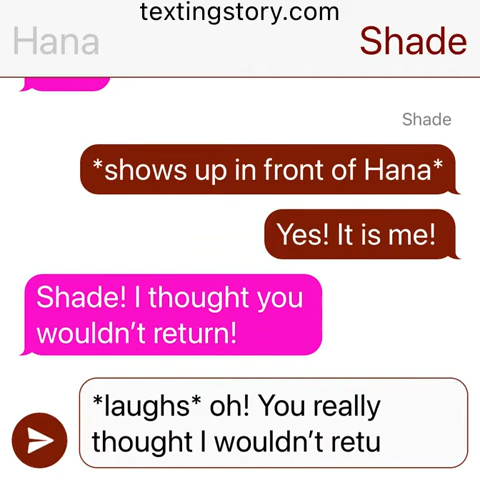 textingstory.com
Hana
Shade
Shade
*shows up in front of Hana*
Yes! It is me!
Shade! I thought you
wouldn't return!
*laughs* oh! You really
thought I wouldn't retu